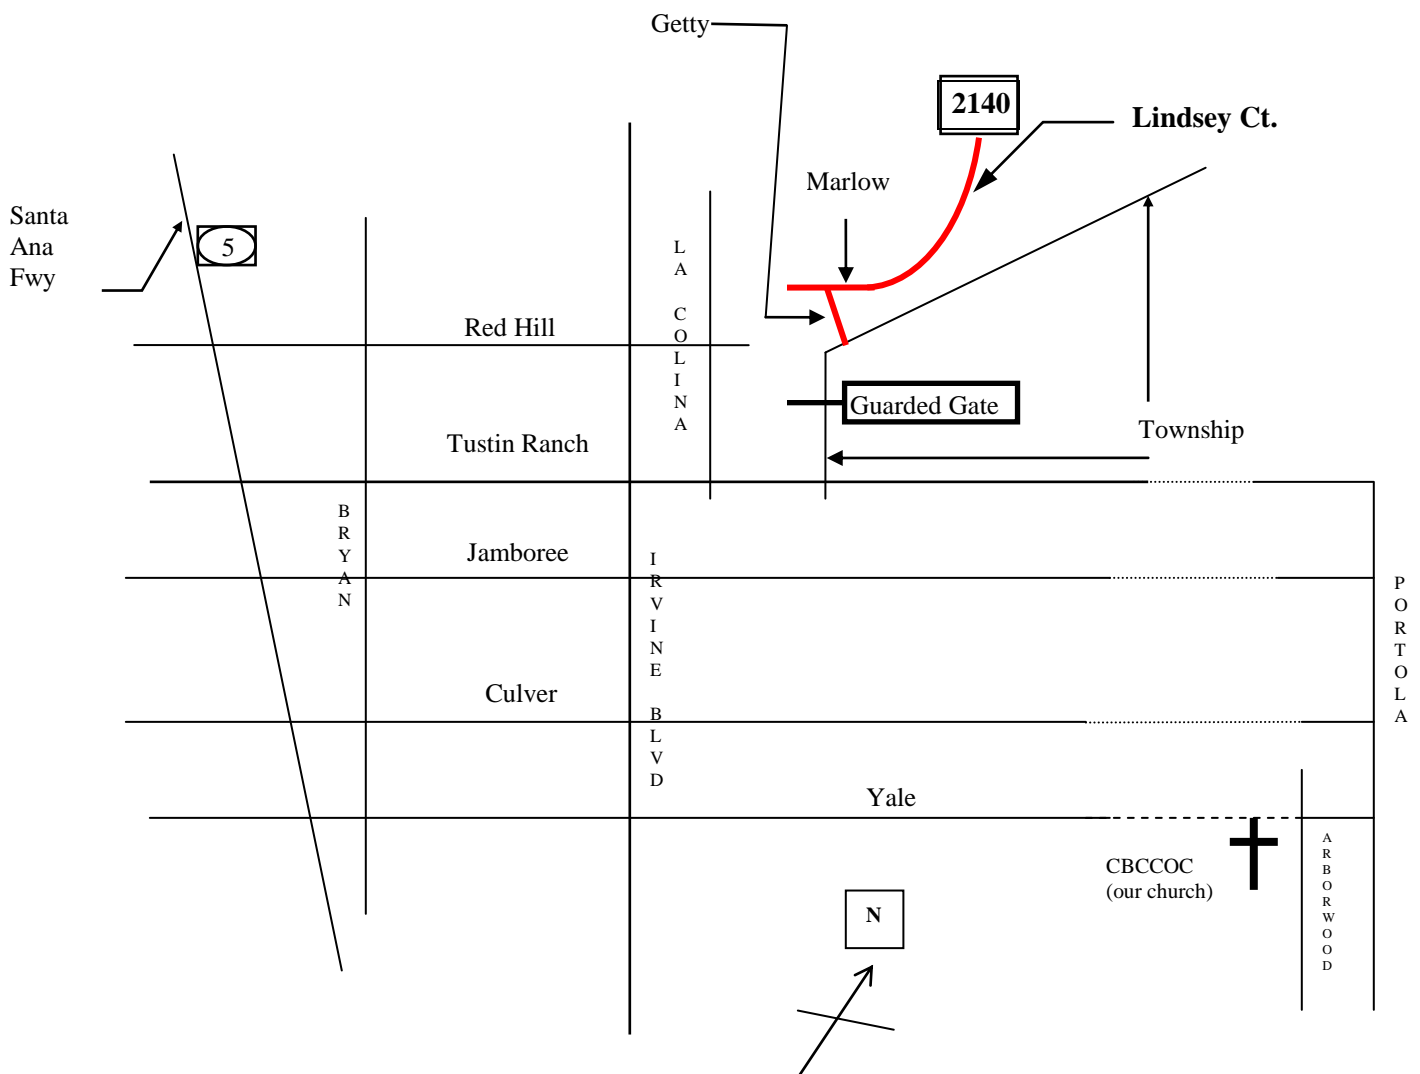 Getty
2140
Lindsey Ct.
Marlow
Santa
Ana
Fwy
5
LA COLINA
Red Hill
Guarded Gate
Township
Tustin Ranch
BRYAN
Jamboree
IRVINE BLVD
PORTOLA
Culver
Yale
CBCCOC
(our church)
ARBORWOOD
N